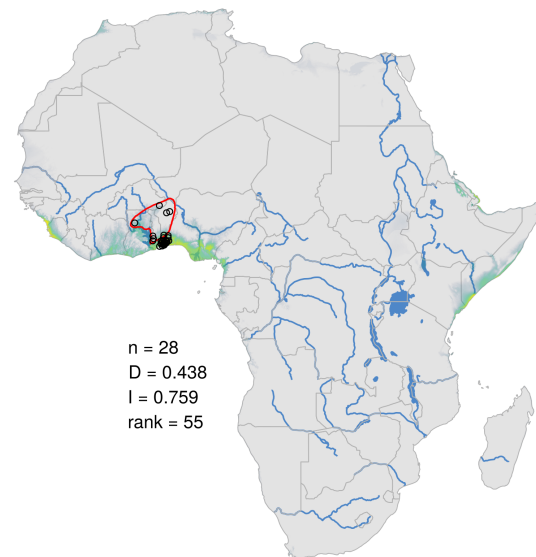 n = 28
D = 0.438
I = 0.759
rank = 55